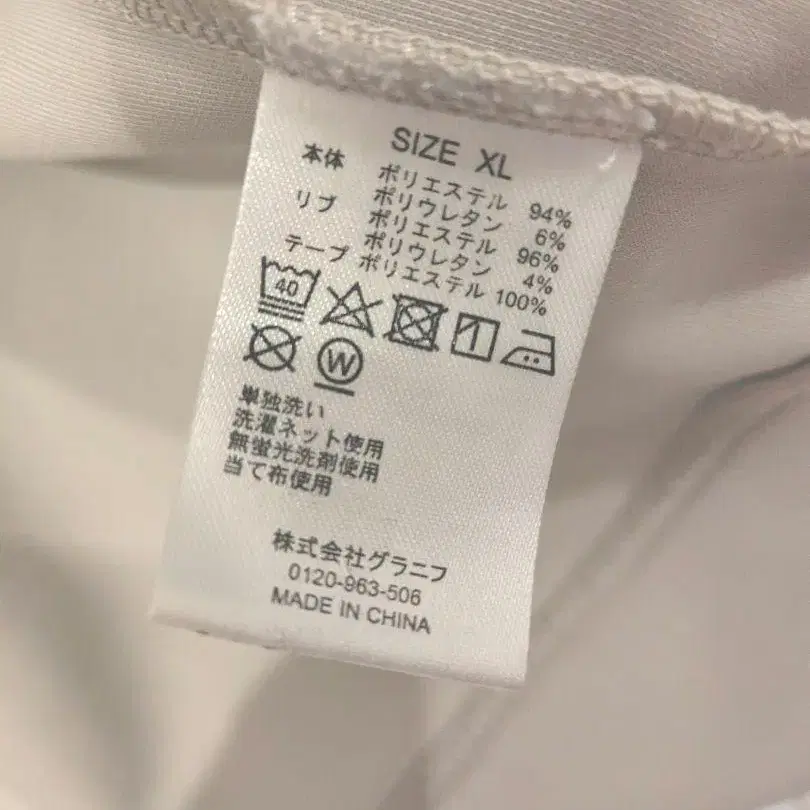 SIZE XL
本体 ポリエステル 94%
ポリウレタン 6%
リブ ポリエステル 96%
ポリウレタン 4%
テープ ポリエステル 100%
40
W
単独洗い
洗濯ネット使用
無蛍光洗剤使用
当て布使用
株式会社グラニフ
0120-963-506
MADE IN CHINA